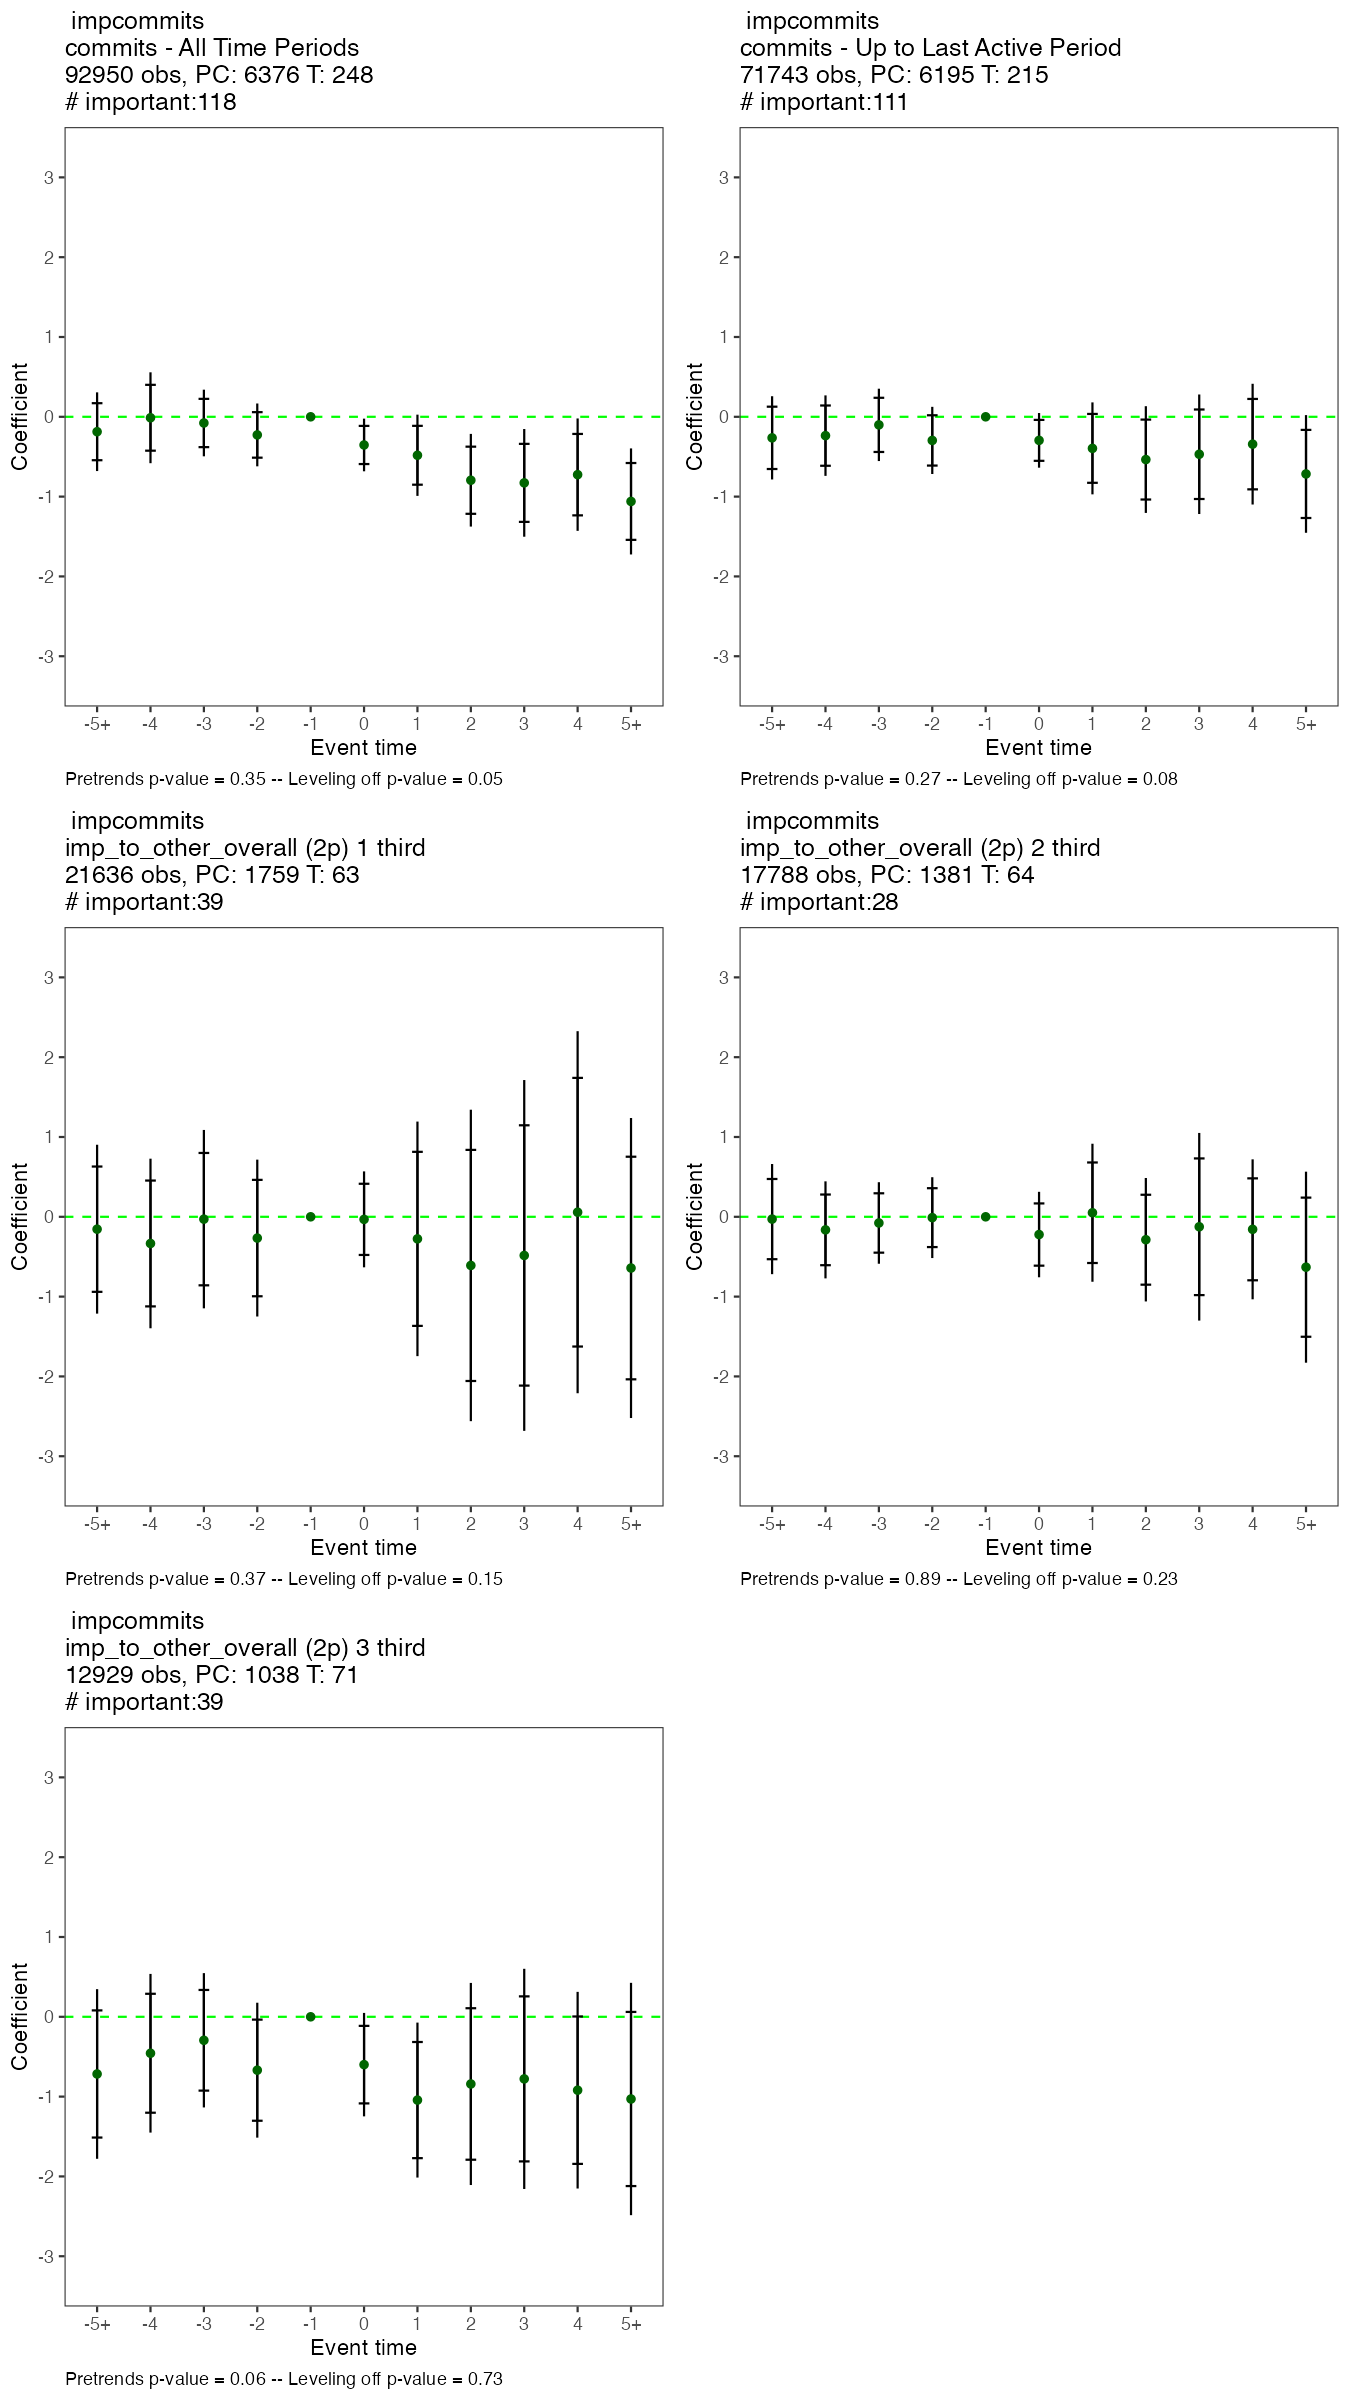 impcommits
commits - All Time Periods
92950 obs, PC: 6376 T: 248
# important:118
3
2
1
0
-1
-2
-3
Coefficient
-5+ -4 -3 -2 -1 0 1 2 3 4 5+
Event time
Pretrends p-value = 0.35 -- Leveling off p-value = 0.05
impcommits
commits - Up to Last Active Period
71743 obs, PC: 6195 T: 215
# important:111
3
2
1
0
-1
-2
-3
Coefficient
-5+ -4 -3 -2 -1 0 1 2 3 4 5+
Event time
Pretrends p-value = 0.27 -- Leveling off p-value = 0.08
impcommits
imp_to_other_overall (2p) 1 third
21636 obs, PC: 1759 T: 63
# important:39
3
2
1
0
-1
-2
-3
Coefficient
-5+ -4 -3 -2 -1 0 1 2 3 4 5+
Event time
Pretrends p-value = 0.37 -- Leveling off p-value = 0.15
impcommits
imp_to_other_overall (2p) 2 third
17788 obs, PC: 1381 T: 64
# important:28
3
2
1
0
-1
-2
-3
Coefficient
-5+ -4 -3 -2 -1 0 1 2 3 4 5+
Event time
Pretrends p-value = 0.89 -- Leveling off p-value = 0.23
impcommits
imp_to_other_overall (2p) 3 third
12929 obs, PC: 1038 T: 71
# important:39
3
2
1
0
-1
-2
-3
Coefficient
-5+ -4 -3 -2 -1 0 1 2 3 4 5+
Event time
Pretrends p-value = 0.06 -- Leveling off p-value = 0.73